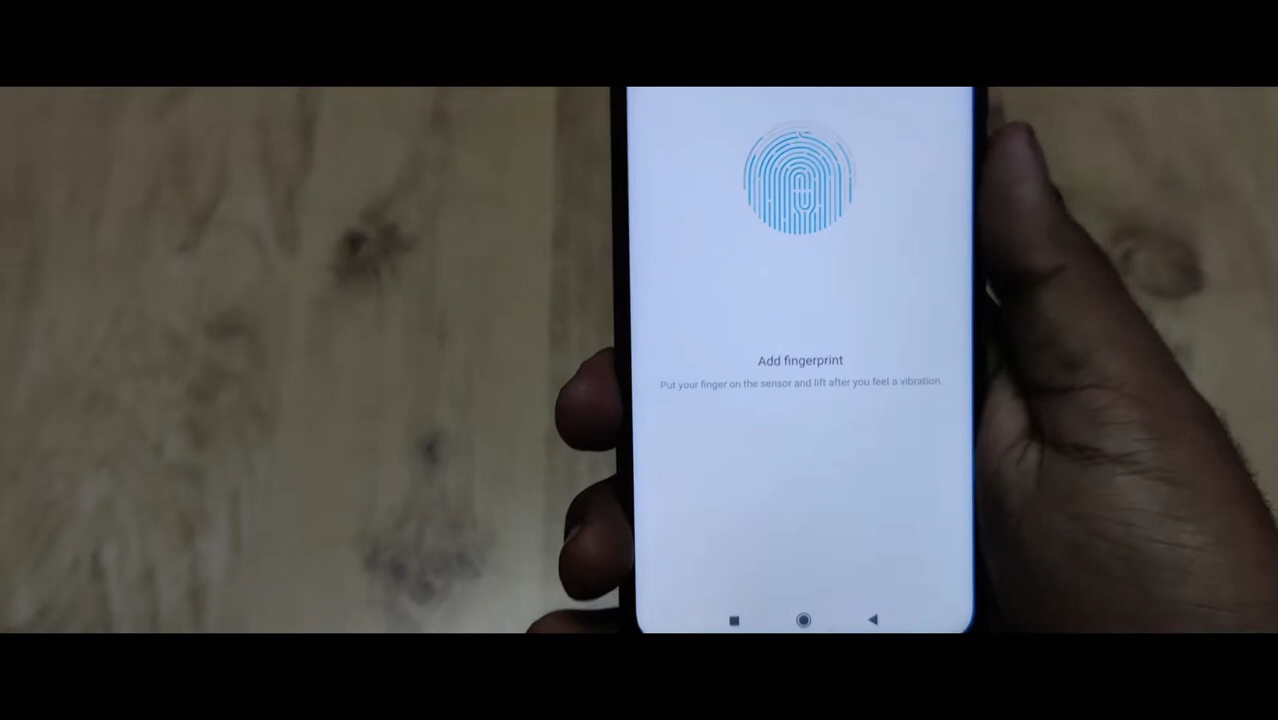 Add fingerprint
Put your finger on the sensor and lift after you feel a vibration.